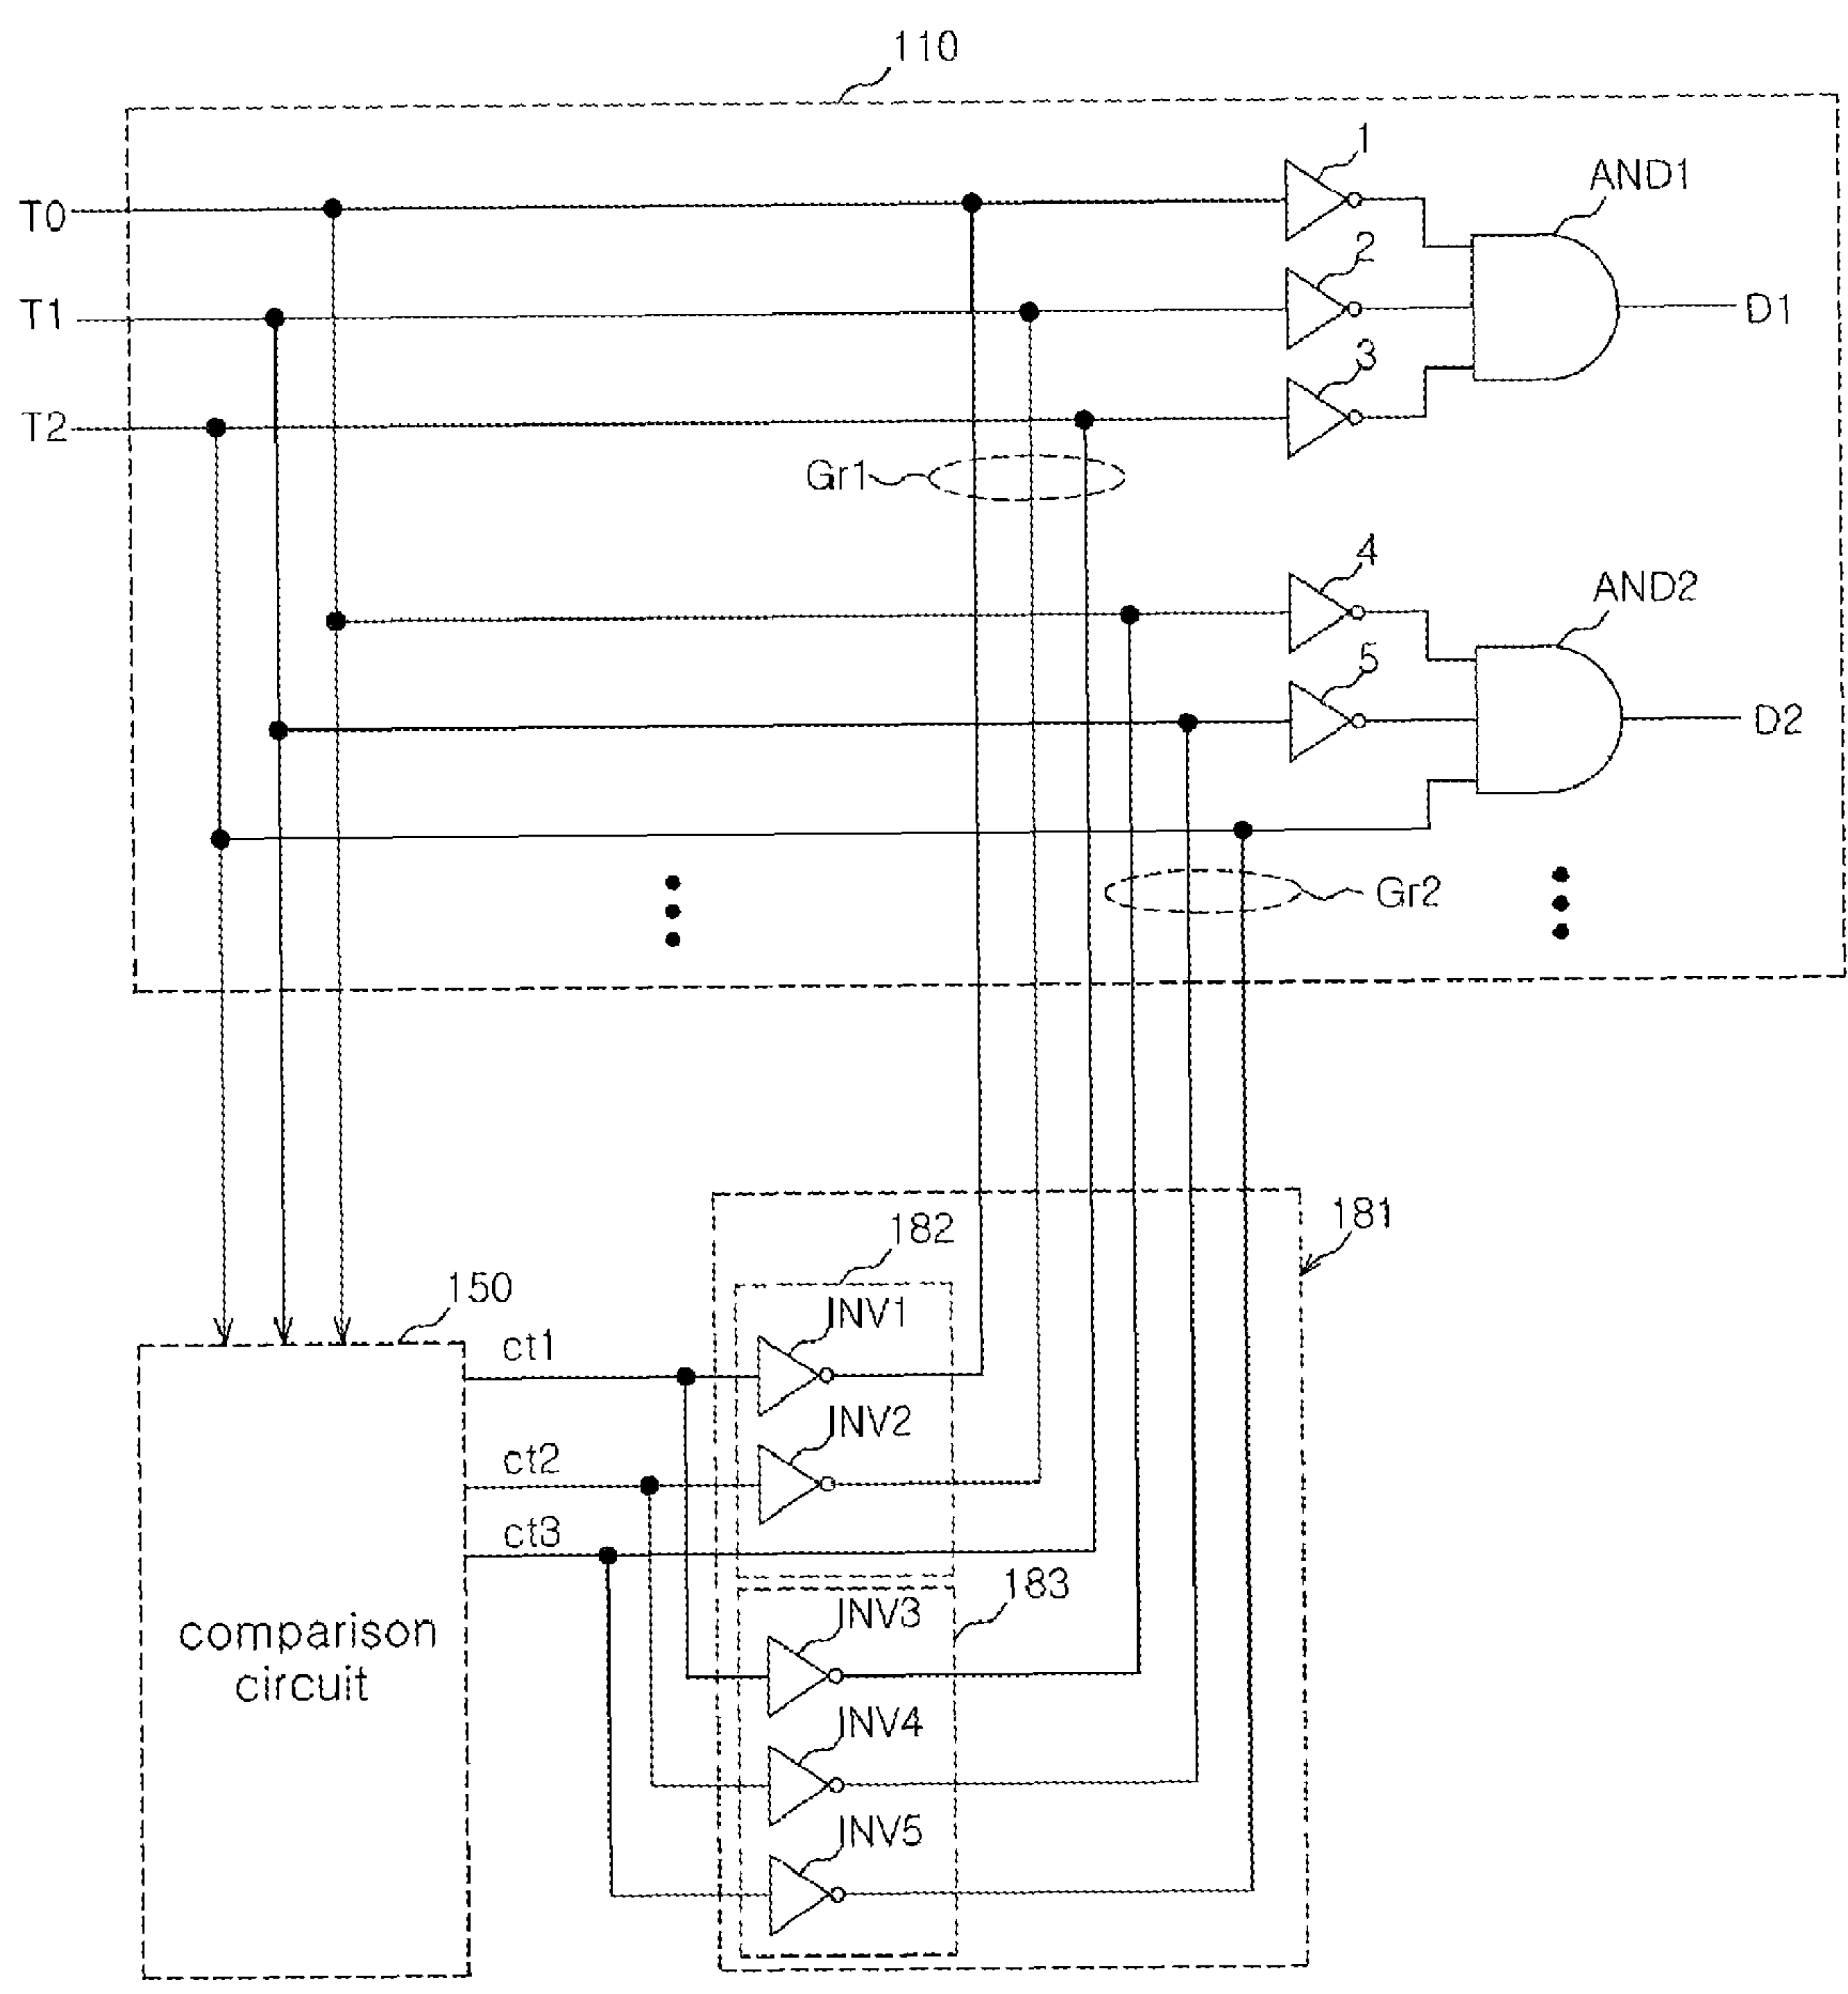 110
1
AND1
T0
2
T1
D1
3
T2
Gr1
4
AND2
5
D2
Gr2
181
182
150
INV1
ct1
INV2
ct2
ct3
183
INV3
comparison
circuit
INV4
INV5